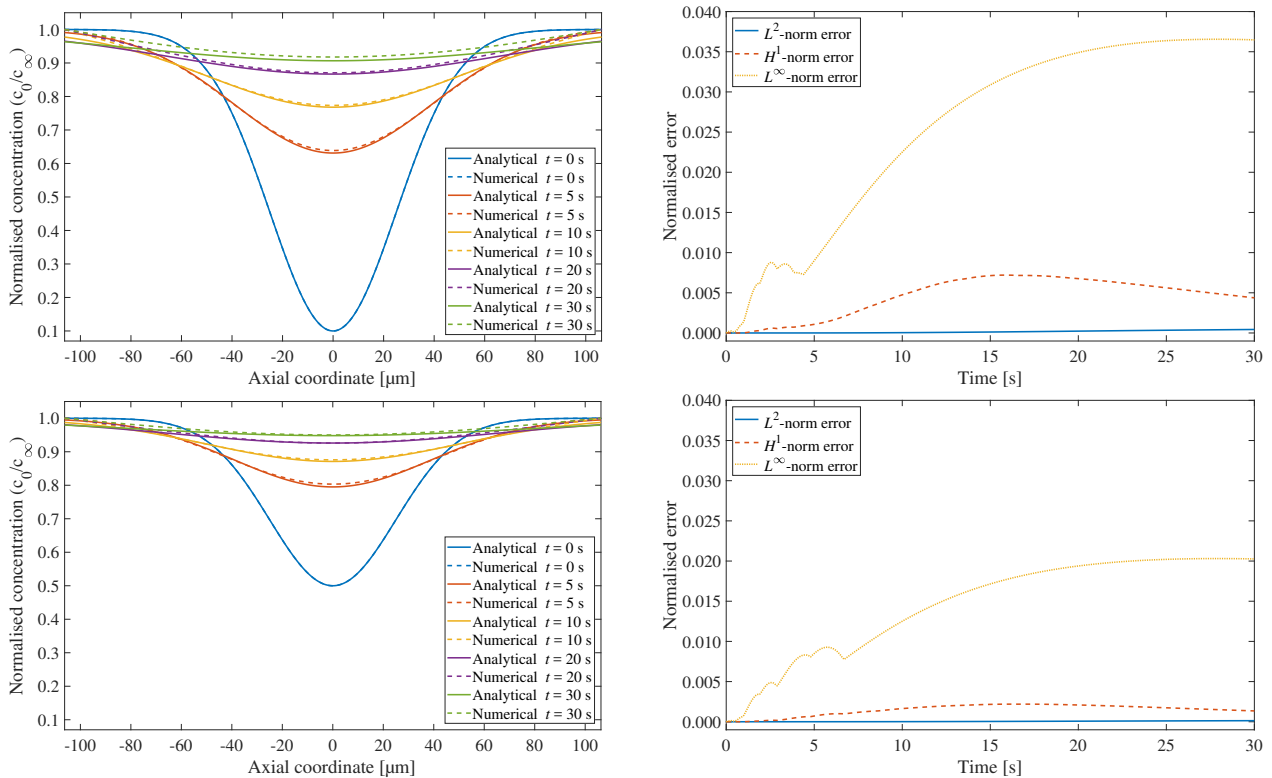 Normalised concentration (c0/c∞)
1.0
0.9
0.8
0.7
0.6
0.5
0.4
0.3
0.2
0.1
Analytical t = 0 s
Numerical t = 0 s
Analytical t = 5 s
Numerical t = 5 s
Analytical t = 10 s
Numerical t = 10 s
Analytical t = 20 s
Numerical t = 20 s
Analytical t = 30 s
Numerical t = 30 s
-100 -80 -60 -40 -20 0 20 40 60 80 100
Axial coordinate [µm]
Normalised error
0.040
0.035
0.030
0.025
0.020
0.015
0.010
0.005
0.000
L²-norm error
H¹-norm error
L∞-norm error
0 5 10 15 20 25 30
Time [s]
Normalised concentration (c0/c∞)
1.0
0.9
0.8
0.7
0.6
0.5
0.4
0.3
0.2
0.1
Analytical t = 0 s
Numerical t = 0 s
Analytical t = 5 s
Numerical t = 5 s
Analytical t = 10 s
Numerical t = 10 s
Analytical t = 20 s
Numerical t = 20 s
Analytical t = 30 s
Numerical t = 30 s
-100 -80 -60 -40 -20 0 20 40 60 80 100
Axial coordinate [µm]
Normalised error
0.040
0.035
0.030
0.025
0.020
0.015
0.010
0.005
0.000
L²-norm error
H¹-norm error
L∞-norm error
0 5 10 15 20 25 30
Time [s]